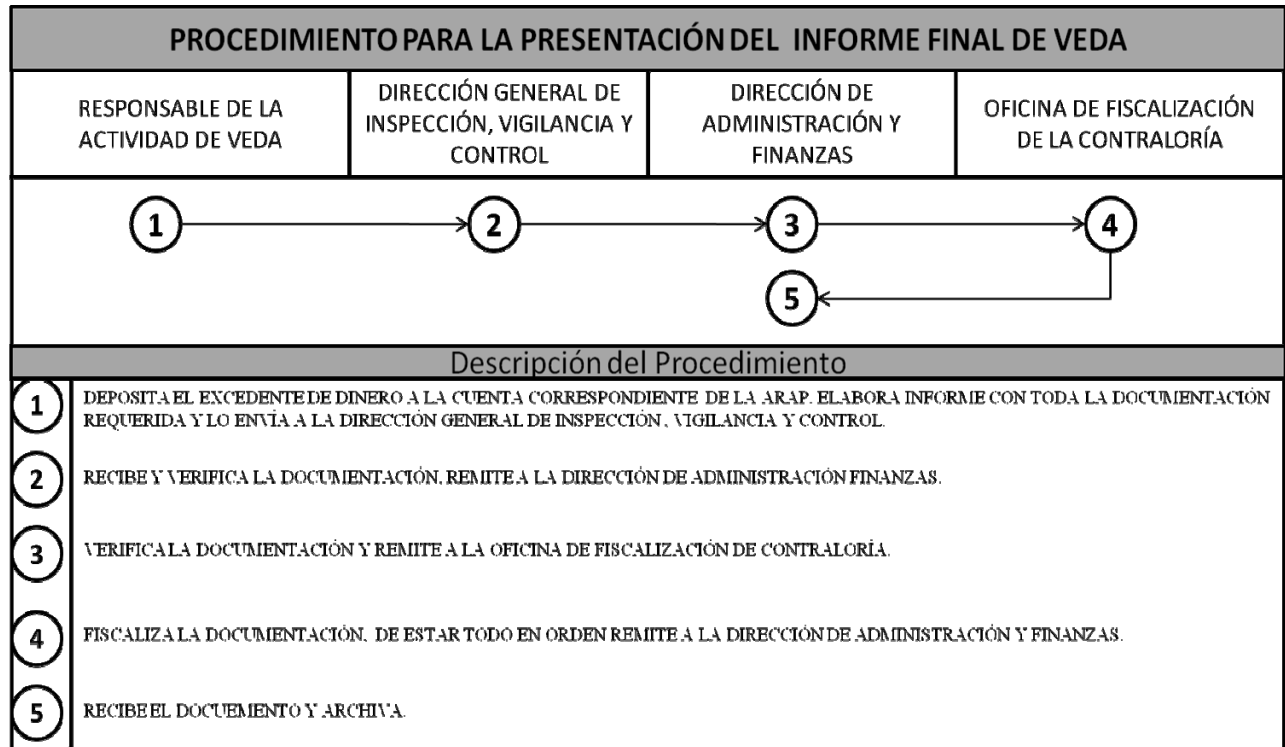 PROCEDIMIENTO PARA LA PRESENTACIÓN DEL INFORME FINAL DE VEDA
RESPONSABLE DE LA
ACTIVIDAD DE VEDA
DIRECCIÓN GENERAL DE
INSPECCIÓN, VIGILANCIA Y
CONTROL
DIRECCIÓN DE
ADMINISTRACIÓN Y
FINANZAS
OFICINA DE FISCALIZACIÓN
DE LA CONTRALORÍA
1
2
3
4
5
Descripción del Procedimiento
1
DEPOSITA EL EXCEDENTE DE DINERO A LA CUENTA CORRESPONDIENTE DE LA ARAP. ELABORA INFORME CON TODA LA DOCUMENTACIÓN
REQUERIDA Y LO ENVÍA A LA DIRECCIÓN GENERAL DE INSPECCIÓN, VIGILANCIA Y CONTROL.
2
RECIBE Y VERIFICA LA DOCUMENTACIÓN, REMITE A LA DIRECCIÓN DE ADMINISTRACIÓN FINANZAS.
3
VERIFICA LA DOCUMENTACIÓN Y REMITE A LA OFICINA DE FISCALIZACIÓN DE CONTRALORÍA.
4
FISCALIZA LA DOCUMENTACIÓN, DE ESTAR TODO EN ORDEN REMITE A LA DIRECCIÓN DE ADMINISTRACIÓN Y FINANZAS.
5
RECIBE EL DOCUEMENTO Y ARCHIVA.